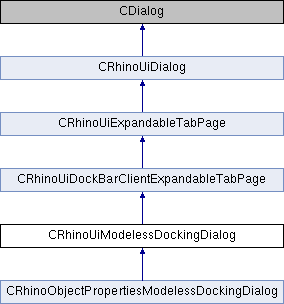 CDialog
CRhinoUiDialog
CRhinoUiExpandableTabPage
CRhinoUiDockBarClientExpandableTabPage
CRhinoUiModelessDockingDialog
CRhinoObjectPropertiesModelessDockingDialog